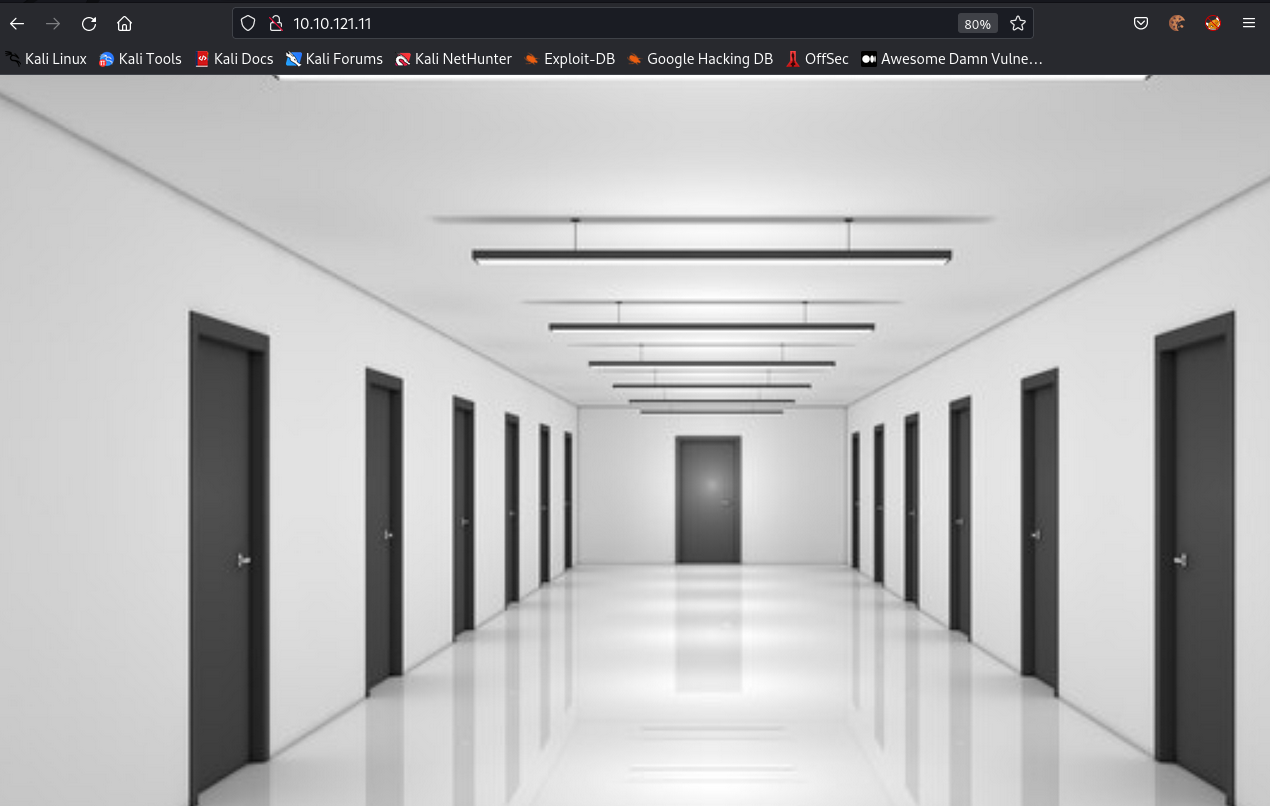 10.10.121.11
80%
Kali Linux Kali Tools Kali Docs Kali Forums Kali NetHunter Exploit-DB Google Hacking DB OffSec Awesome Damn Vulne…